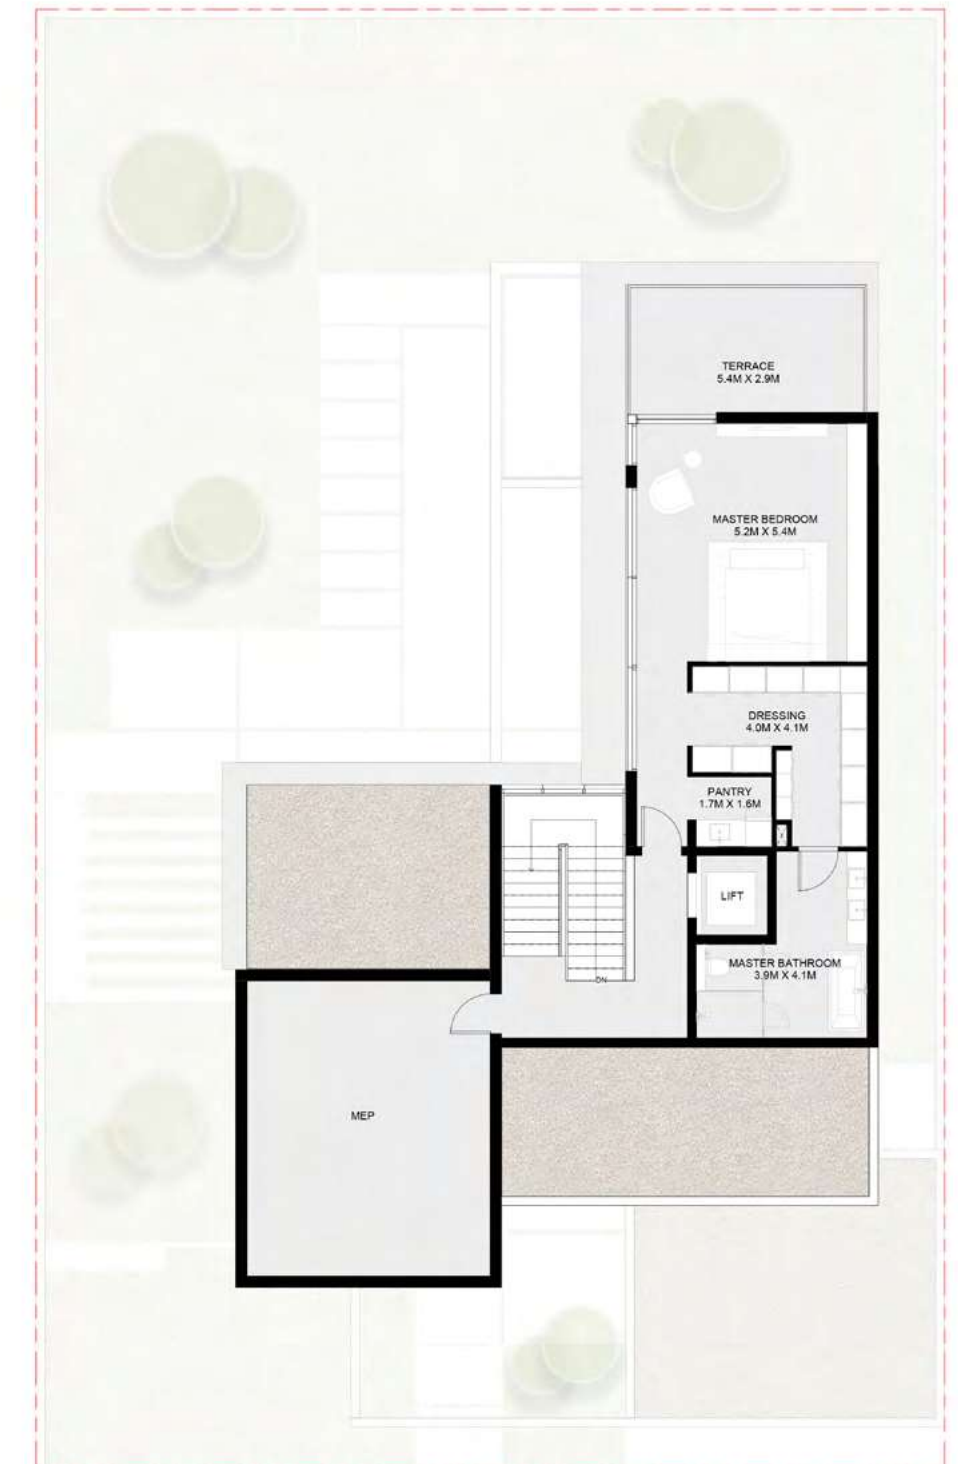 TERRACE
5.4M X 2.9M
MASTER BEDROOM
5.2M X 5.4M
DRESSING
4.0M X 4.1M
PANTRY
1.7M X 1.6M
LIFT
MASTER BATHROOM
3.9M X 4.1M
DN
MEP